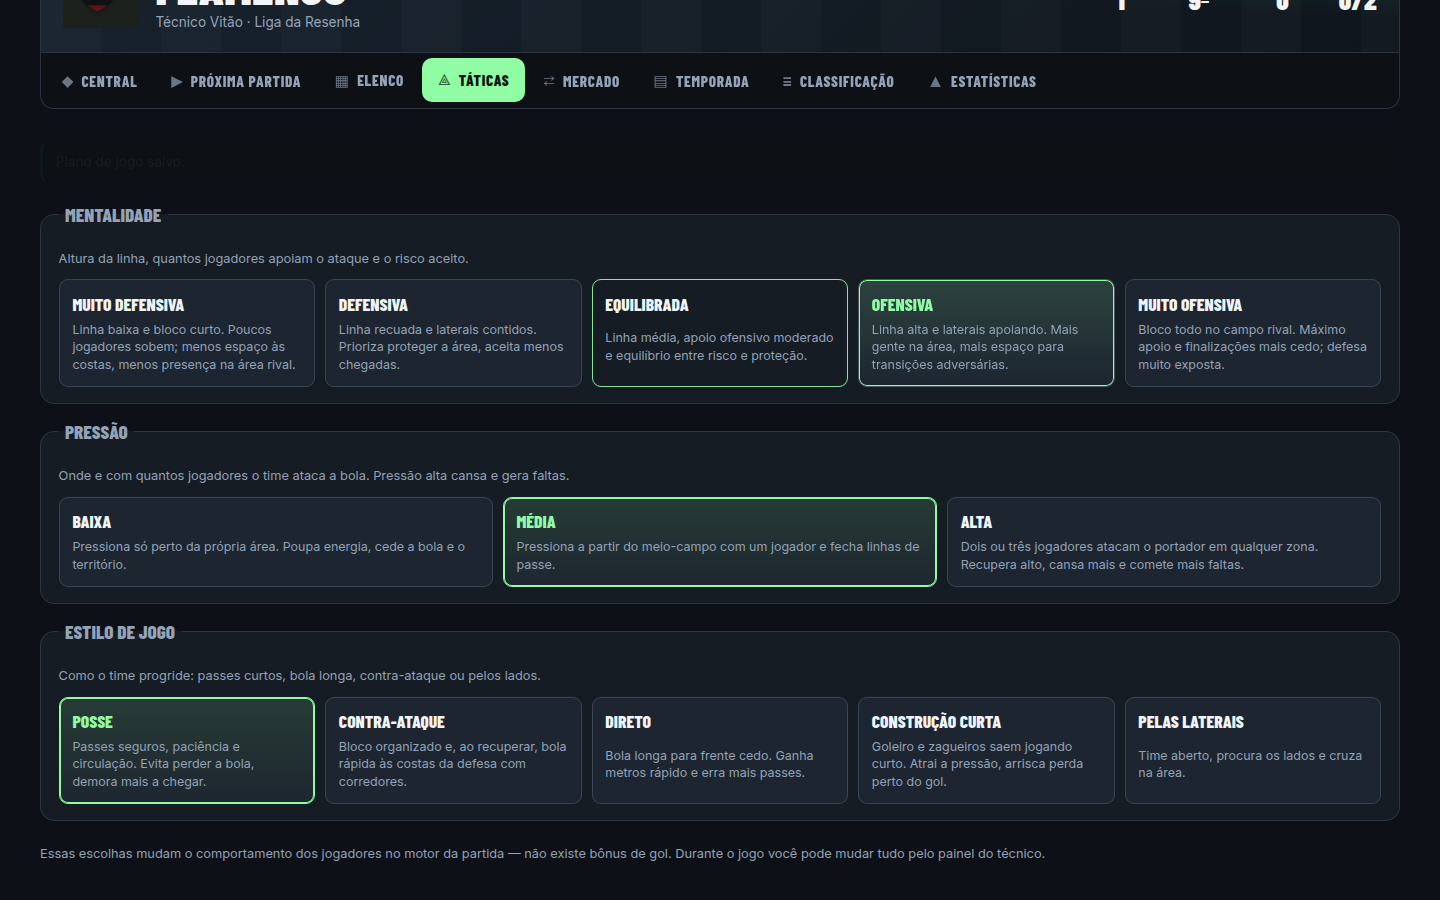 Técnico Vitão · Liga da Resenha
CENTRAL
PRÓXIMA PARTIDA
ELENCO
TÁTICAS
MERCADO
TEMPORADA
CLASSIFICAÇÃO
ESTATÍSTICAS
Plano de jogo salvo.
MENTALIDADE
Altura da linha, quantos jogadores apoiam o ataque e o risco aceito.
MUITO DEFENSIVA
Linha baixa e bloco curto. Poucos
jogadores sobem; menos espaço às
costas, menos presença na área rival.
DEFENSIVA
Linha recuada e laterais contidos.
Prioriza proteger a área, aceita menos
chegadas.
EQUILIBRADA
Linha média, apoio ofensivo moderado
e equilíbrio entre risco e proteção.
OFENSIVA
Linha alta e laterais apoiando. Mais
gente na área, mais espaço para
transições adversárias.
MUITO OFENSIVA
Bloco todo no campo rival. Máximo
apoio e finalizações mais cedo; defesa
muito exposta.
PRESSÃO
Onde e com quantos jogadores o time ataca a bola. Pressão alta cansa e gera faltas.
BAIXA
Pressiona só perto da própria área. Poupa energia, cede a bola e o
território.
MÉDIA
Pressiona a partir do meio-campo com um jogador e fecha linhas de
passe.
ALTA
Dois ou três jogadores atacam o portador em qualquer zona.
Recupera alto, cansa mais e comete mais faltas.
ESTILO DE JOGO
Como o time progride: passes curtos, bola longa, contra-ataque ou pelos lados.
POSSE
Passes seguros, paciência e
circulação. Evita perder a bola,
demora mais a chegar.
CONTRA-ATAQUE
Bloco organizado e, ao recuperar, bola
rápida às costas da defesa com
corredores.
DIRETO
Bola longa para frente cedo. Ganha
metros rápido e erra mais passes.
CONSTRUÇÃO CURTA
Goleiro e zagueiros saem jogando
curto. Atrai a pressão, arrisca perda
perto do gol.
PELAS LATERAIS
Time aberto, procura os lados e cruza
na área.
Essas escolhas mudam o comportamento dos jogadores no motor da partida — não existe bônus de gol. Durante o jogo você pode mudar tudo pelo painel do técnico.